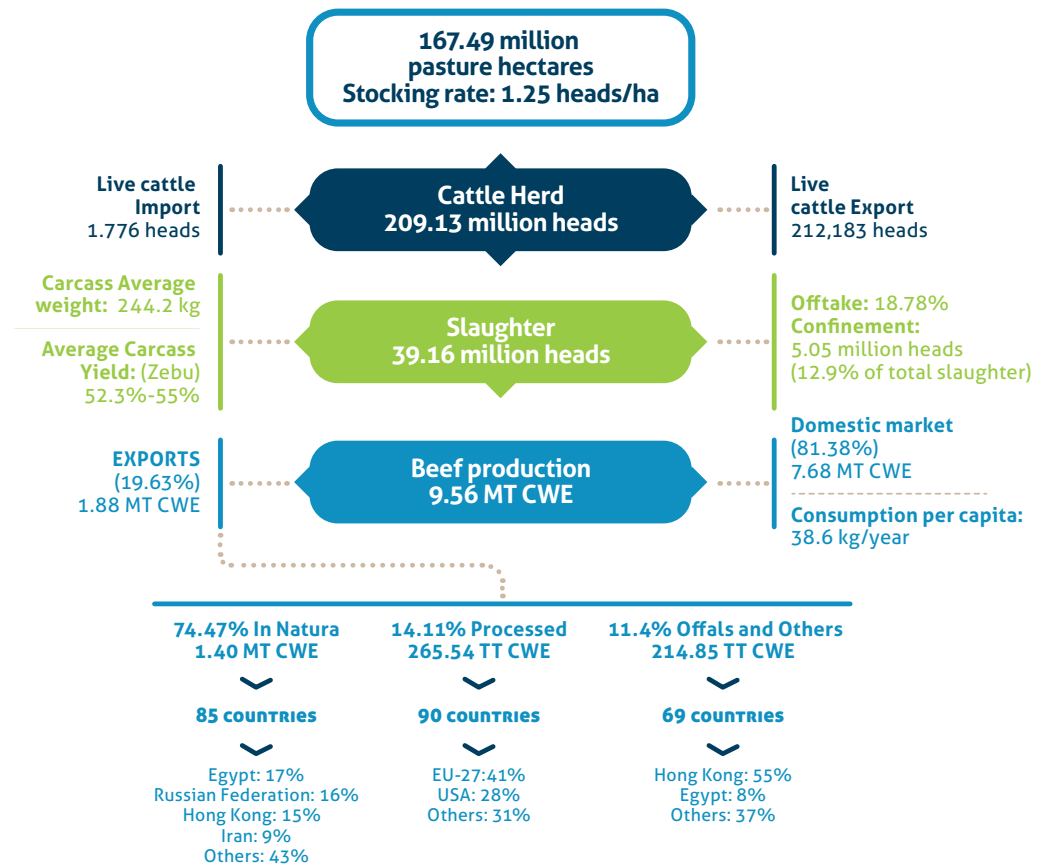 167.49 million
pasture hectares
Stocking rate: 1.25 heads/ha
Live cattle
Import
1.776 heads
Cattle Herd
209.13 million heads
Live
cattle Export
212,183 heads
Carcass Average
weight: 244.2 kg
Average Carcass
Yield: (Zebu)
52.3%-55%
Slaughter
39.16 million heads
Offtake: 18.78%
Confinement:
5.05 million heads
(12.9% of total slaughter)
EXPORTS
(19.63%)
1.88 MT CWE
Beef production
9.56 MT CWE
Domestic market
(81.38%)
7.68 MT CWE
Consumption per capita:
38.6 kg/year
74.47% In Natura
1.40 MT CWE
85 COUNTRIES
Egypt: 17%
Russian Federation: 16%
Hong Kong: 15%
Iran: 9%
Others: 43%
14.11% Processed
265.54 TT CWE
90 COUNTRIES
EU-27:41%
USA: 28%
Others: 31%
11.4% Offals and Others
214.85 TT CWE
69 COUNTRIES
Hong Kong: 55%
Egypt: 8%
Others: 37%